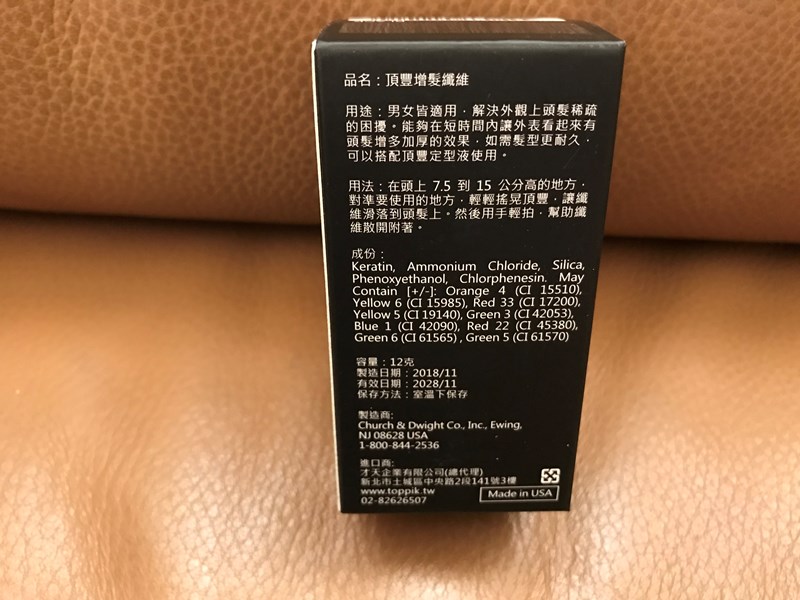 品名：頂豐增髮纖維
用途：男女皆適用，解決外觀上頭髮稀疏
的困擾。能夠在短時間內讓外表看起來有
頭髮增多加厚的效果，如需髮型更耐久，
可以搭配頂豐定型液使用。
用法：在頭上 7.5 到 15 公分高的地方，
對準要使用的地方，輕輕搖晃頂豐，讓纖
維滑落到頭髮上。然後用手輕拍，幫助纖
維散開附著。
成份：
Keratin, Ammonium Chloride, Silica,
Phenoxyethanol, Chlorphenesin. May
Contain [+/-]: Orange 4 (CI 15510),
Yellow 6 (CI 15985), Red 33 (CI 17200),
Yellow 5 (CI 19140), Green 3 (CI 42053),
Blue 1 (CI 42090), Red 22 (CI 45380),
Green 6 (CI 61565) , Green 5 (CI 61570)
容量：12克
製造日期：2018/11
有效日期：2028/11
保存方法：室溫下保存
製造商:
Church & Dwight Co., Inc., Ewing,
NJ 08628 USA
1-800-844-2536
進口商:
才天企業有限公司(總代理)
新北市土城區中央路2段141號3樓
www.toppik.tw
02-82626507
Made in USA